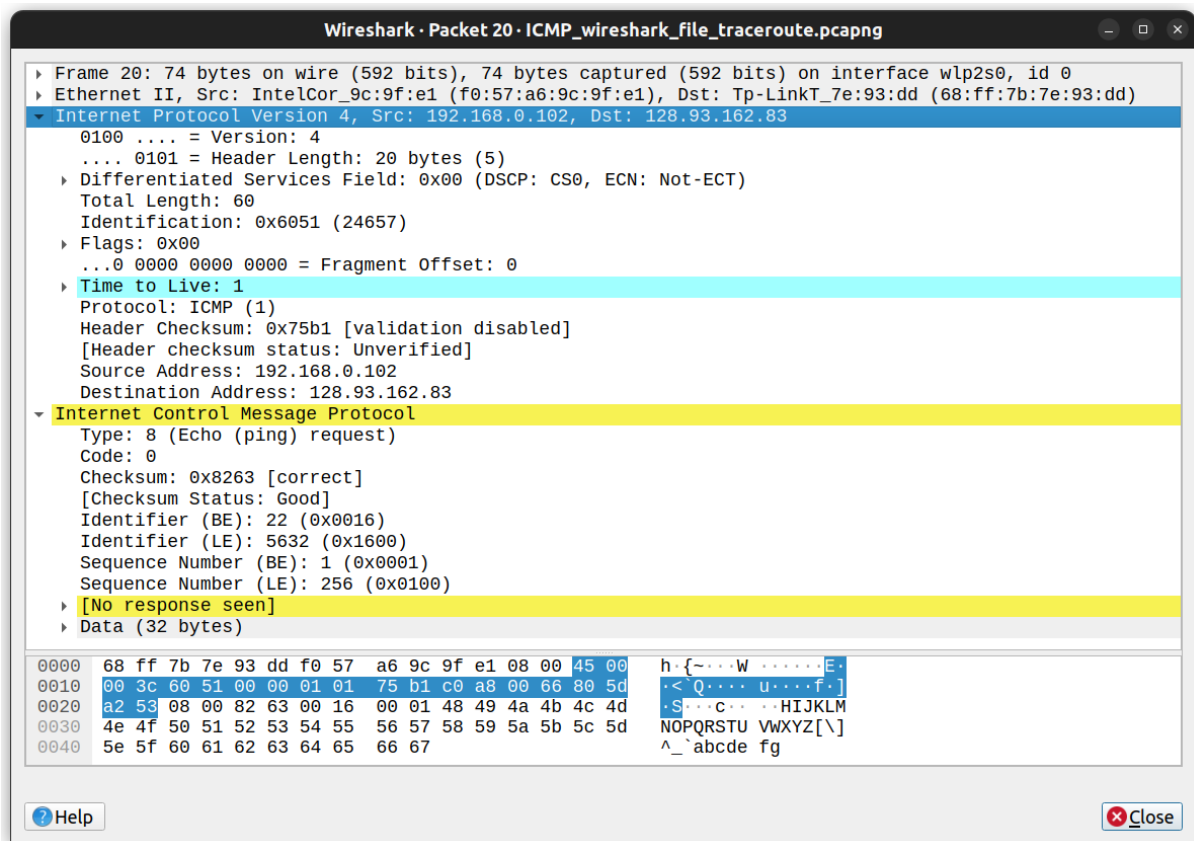 Wireshark · Packet 20 · ICMP_wireshark_file_traceroute.pcapng
Frame 20: 74 bytes on wire (592 bits), 74 bytes captured (592 bits) on interface wlp2s0, id 0
Ethernet II, Src: IntelCor_9c:9f:e1 (f0:57:a6:9c:9f:e1), Dst: Tp-LinkT_7e:93:dd (68:ff:7b:7e:93:dd)
Internet Protocol Version 4, Src: 192.168.0.102, Dst: 128.93.162.83
0100 .... = Version: 4
.... 0101 = Header Length: 20 bytes (5)
Differentiated Services Field: 0x00 (DSCP: CS0, ECN: Not-ECT)
Total Length: 60
Identification: 0x6051 (24657)
Flags: 0x00
...0 0000 0000 0000 = Fragment Offset: 0
Time to Live: 1
Protocol: ICMP (1)
Header Checksum: 0x75b1 [validation disabled]
[Header checksum status: Unverified]
Source Address: 192.168.0.102
Destination Address: 128.93.162.83
Internet Control Message Protocol
Type: 8 (Echo (ping) request)
Code: 0
Checksum: 0x8263 [correct]
[Checksum Status: Good]
Identifier (BE): 22 (0x0016)
Identifier (LE): 5632 (0x1600)
Sequence Number (BE): 1 (0x0001)
Sequence Number (LE): 256 (0x0100)
[No response seen]
Data (32 bytes)
0000 68 ff 7b 7e 93 dd f0 57 a6 9c 9f e1 08 00 45 00 h·{~···W ······E·
0010 00 3c 60 51 00 00 01 01 75 b1 c0 a8 00 66 80 5d ·<`Q···· u····f·]
0020 a2 53 08 00 82 63 00 16 00 01 48 49 4a 4b 4c 4d ·S···c·· ··HIJKLM
0030 4e 4f 50 51 52 53 54 55 56 57 58 59 5a 5b 5c 5d NOPQRSTU VWXYZ[\]
0040 5e 5f 60 61 62 63 64 65 66 67 ^_`abcde fg
Help
Close